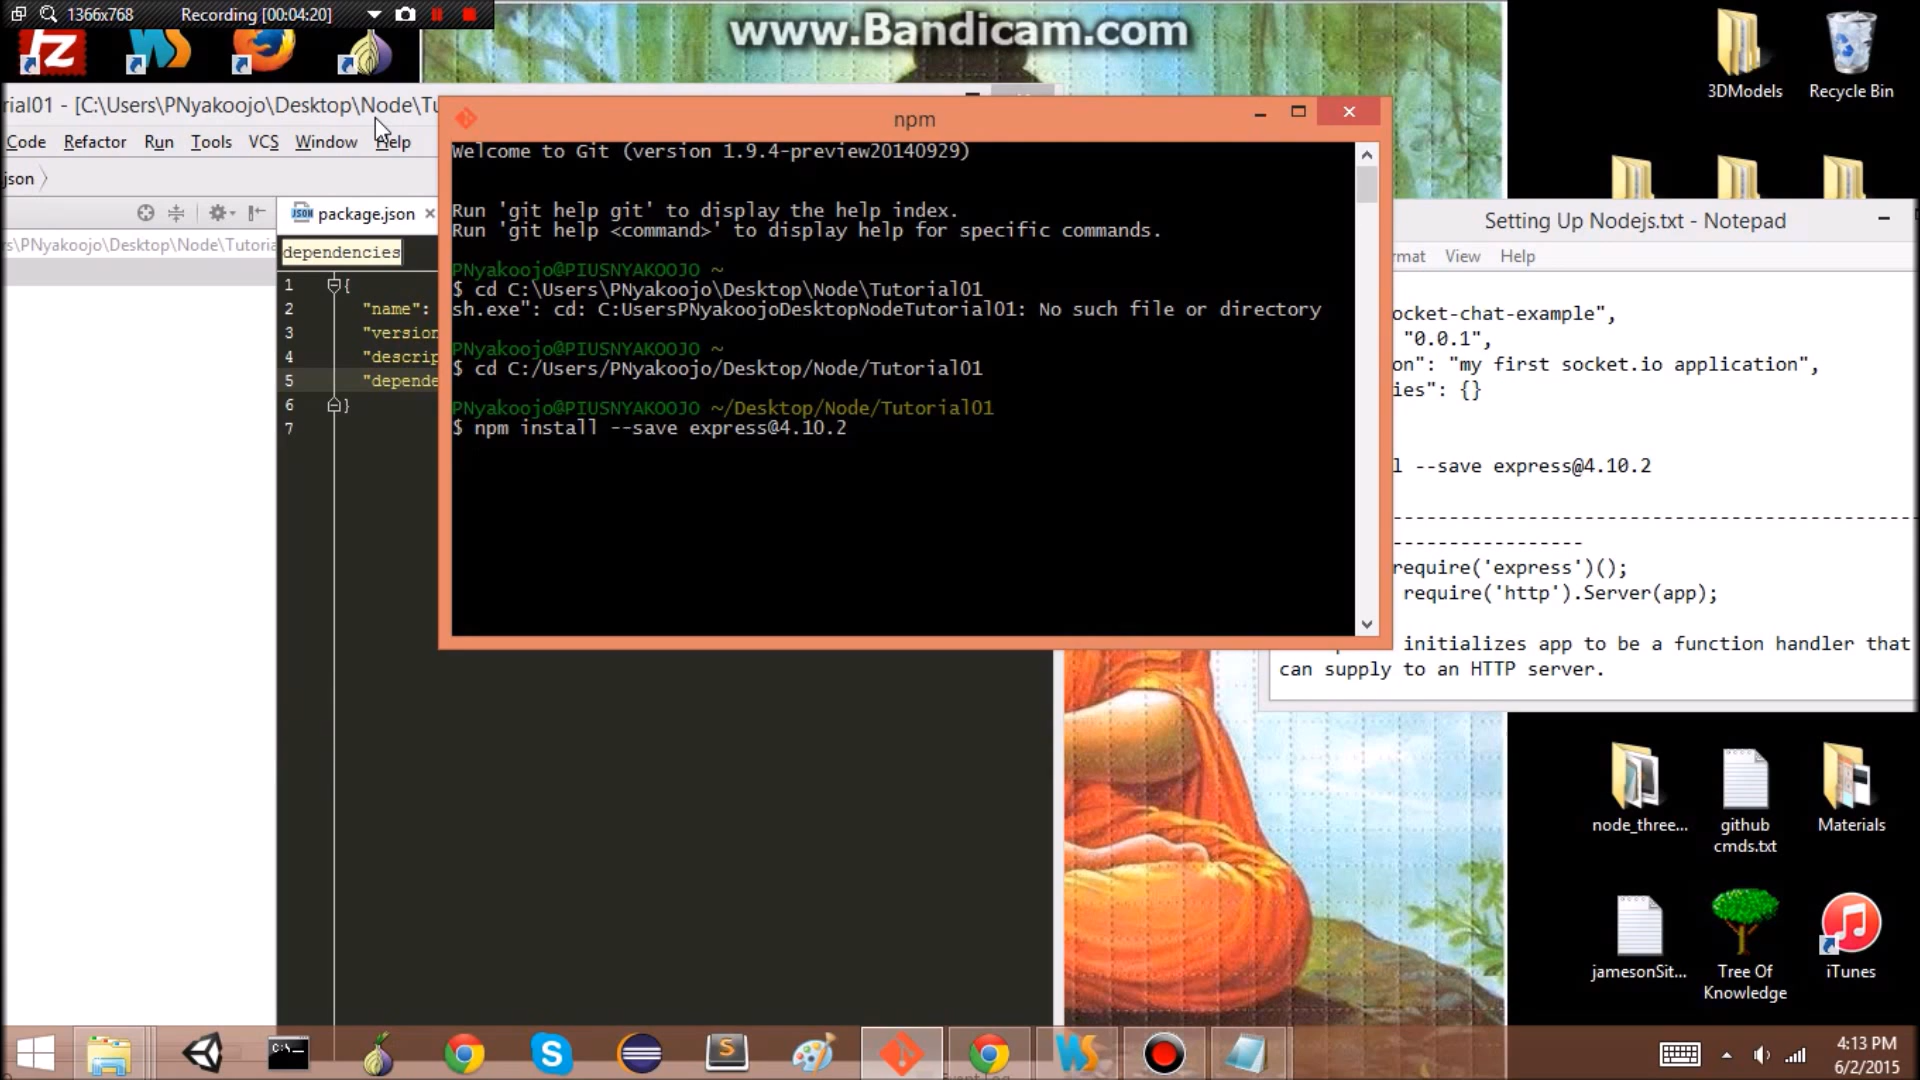 1366x768
Recording [00:04:20]
www.Bandicam.com
3DModels
Recycle Bin
rial01 - [C:\Users\PNyakoojo\Desktop\Node\Tu
Code Refactor Run Tools VCS Window Help
json
package.json
s\PNyakoojo\Desktop\Node\Tutoria
dependencies
1 {
2 "name":
3 "version
4 "descrip
5 "depende
6 }
7
npm
Welcome to Git (version 1.9.4-preview20140929)
Run 'git help git' to display the help index.
Run 'git help <command>' to display help for specific commands.
PNyakoojo@PIUSNYAKOOJO ~
$ cd C:\Users\PNyakoojo\Desktop\Node\Tutorial01
sh.exe": cd: C:UsersPNyakoojoDesktopNodeTutorial01: No such file or directory
PNyakoojo@PIUSNYAKOOJO ~
$ cd C:/Users/PNyakoojo/Desktop/Node/Tutorial01
PNyakoojo@PIUSNYAKOOJO ~/Desktop/Node/Tutorial01
$ npm install --save express@4.10.2
Setting Up Nodejs.txt - Notepad
rmat View Help
ocket-chat-example",
"0.0.1",
on": "my first socket.io application",
ies": {}
l --save express@4.10.2
--------------------------------------
-----------------
require('express')();
require('http').Server(app);
initializes app to be a function handler that
can supply to an HTTP server.
node_three...
github
cmds.txt
Materials
jamesonSit...
Tree Of
Knowledge
iTunes
4:13 PM
6/2/2015